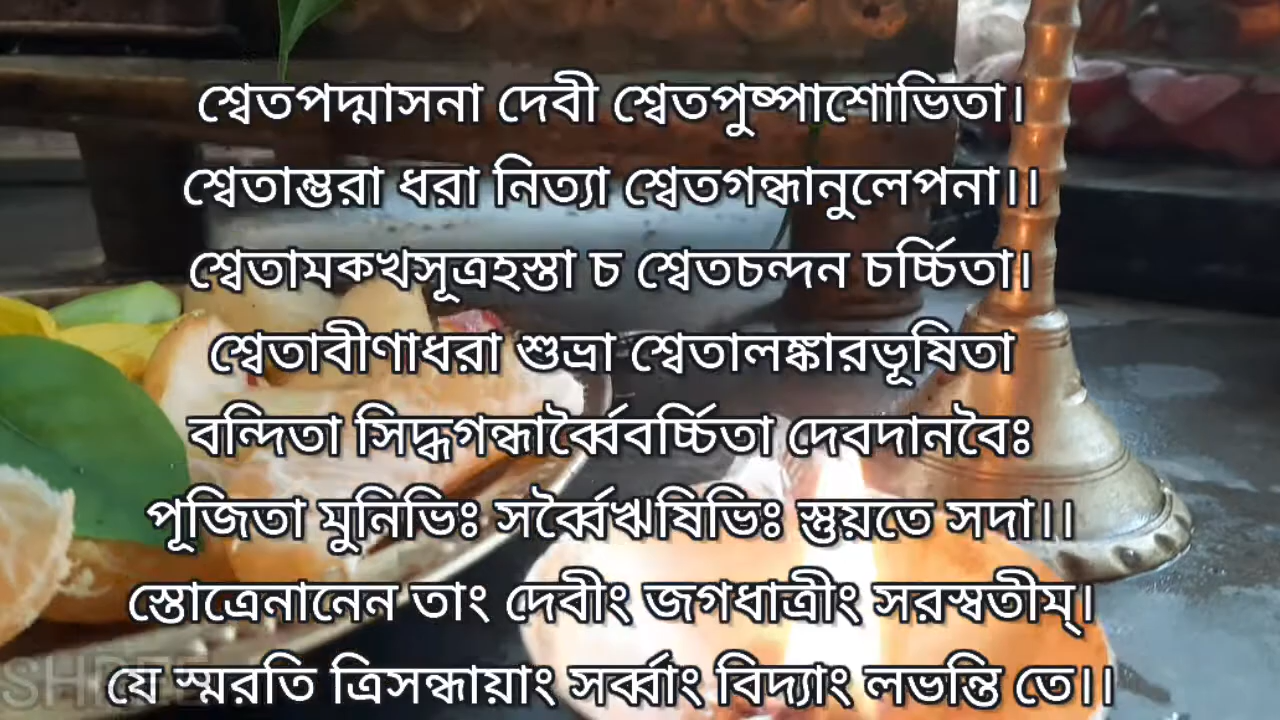 শ্বেতপদ্মাসনা দেবী শ্বেতপুষ্পাশোভিতা।
শ্বেতাম্ভরা ধরা নিত্যা শ্বেতগন্ধানুলেপনা।।
শ্বেতামকখসূত্রহস্তা চ শ্বেতচন্দন চর্চ্চিতা।
শ্বেতাবীণাধরা শুভ্রা শ্বেতালঙ্কারভূষিতা
বন্দিতা সিদ্ধগন্ধার্ব্বৈবর্চ্চিতা দেবদানবৈঃ
পূজিতা মুনিভিঃ সর্ব্বৈঋষিভিঃ স্তুয়তে সদা।।
স্তোত্রেনানেন তাং দেবীং জগধাত্রীং সরস্বতীম্।
যে স্মরতি ত্রিসন্ধায়াং সর্ব্বাং বিদ্যাং লভন্তি তে।।